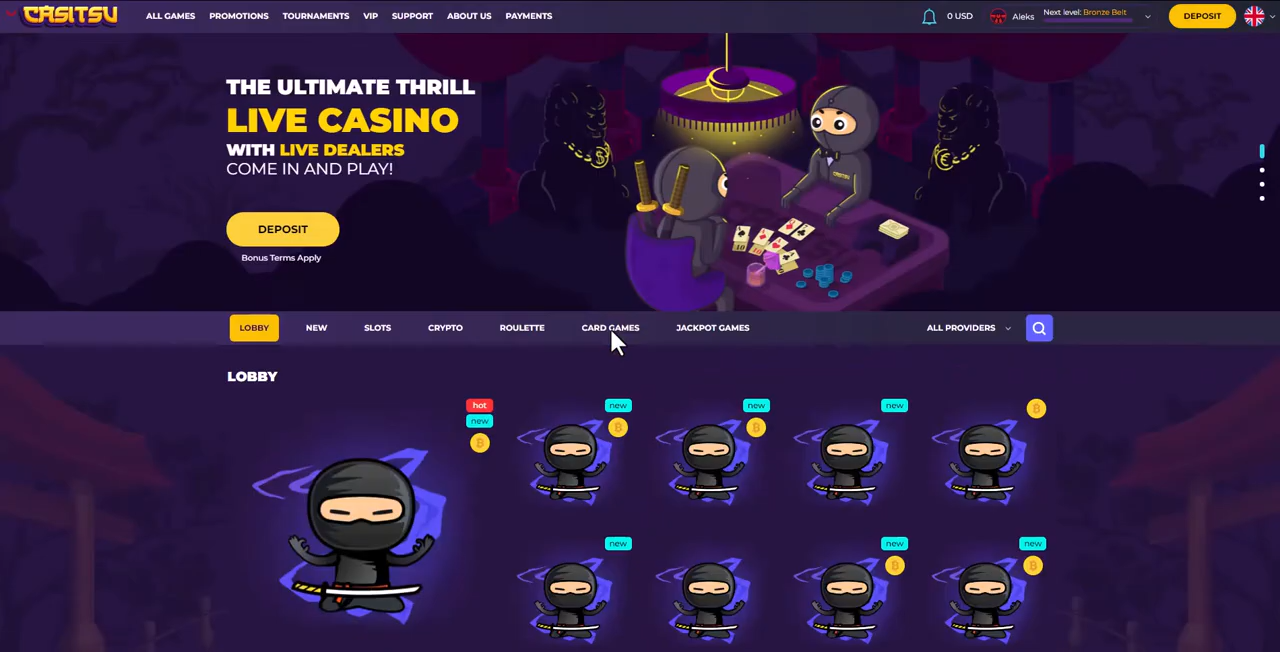 CASITSU
ALL GAMES PROMOTIONS TOURNAMENTS VIP SUPPORT ABOUT US PAYMENTS
0 USD
Aleks
Next level: Bronze Belt
DEPOSIT
THE ULTIMATE THRILL
LIVE CASINO
WITH LIVE DEALERS
COME IN AND PLAY!
DEPOSIT
Bonus Terms Apply
LOBBY NEW SLOTS CRYPTO ROULETTE CARD GAMES JACKPOT GAMES ALL PROVIDERS
LOBBY
hot
new
new
new
new
new
new
new